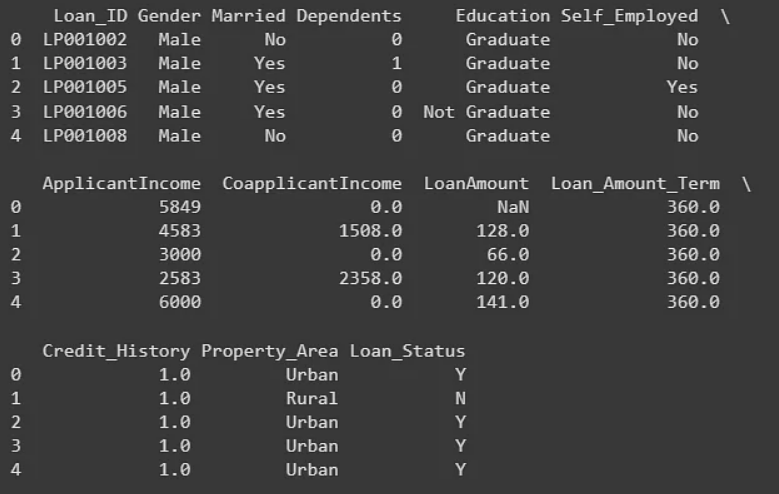 Loan_ID Gender Married Dependents Education Self_Employed \
0 LP001002 Male No 0 Graduate No
1 LP001003 Male Yes 1 Graduate No
2 LP001005 Male Yes 0 Graduate Yes
3 LP001006 Male Yes 0 Not Graduate No
4 LP001008 Male No 0 Graduate No
ApplicantIncome CoapplicantIncome LoanAmount Loan_Amount_Term \
0 5849 0.0 NaN 360.0
1 4583 1508.0 128.0 360.0
2 3000 0.0 66.0 360.0
3 2583 2358.0 120.0 360.0
4 6000 0.0 141.0 360.0
Credit_History Property_Area Loan_Status
0 1.0 Urban Y
1 1.0 Rural N
2 1.0 Urban Y
3 1.0 Urban Y
4 1.0 Urban Y